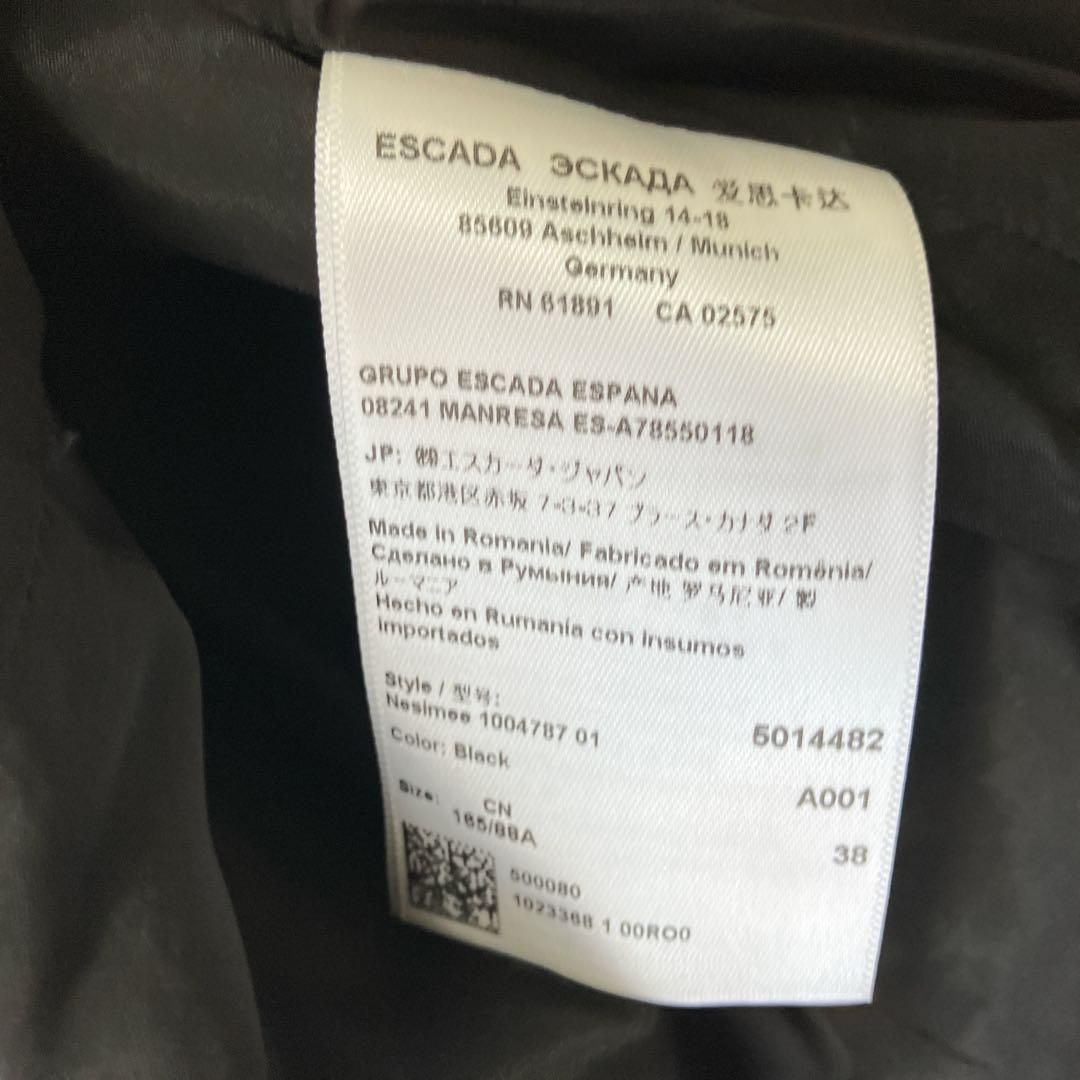 ESCADA ЭСКАДА 爱思卡达
Einsteinring 14-18
85609 Aschheim / Munich
Germany
RN 61891 CA 02575
GRUPO ESCADA ESPANA
08241 MANRESA ES-A78550118
JP: ㈱エスカーダ・ジャパン
東京都港区赤坂 7-3-37 プラース・カナダ 2F
Made in Romania/ Fabricado em Romênia/
Сделано в Румыния/ 产地 罗马尼亚/ 製
ルーマニア
Hecho en Rumanía con insumos
importados
Style / 型号:
Nesimee 1004787 01 5014482
Color: Black A001
Size: CN 38
165/88A
500080
1023368 1 00RO0